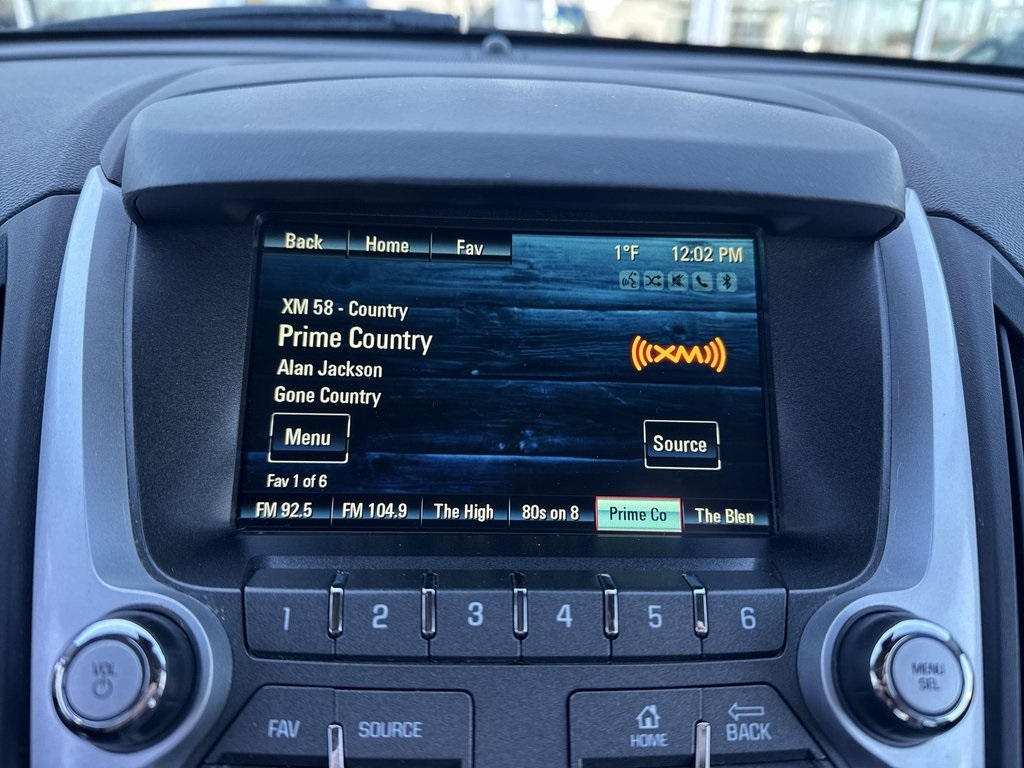 Back Home Fav
1°F 12:02 PM
XM 58 - Country
Prime Country
Alan Jackson
Gone Country
((( XM )))
Menu
Source
Fav 1 of 6
FM 92.5 FM 104.9 The High 80s on 8 Prime Co The Blen
1 2 3 4 5 6
VOL
MENU
SEL
FAV SOURCE
HOME
BACK